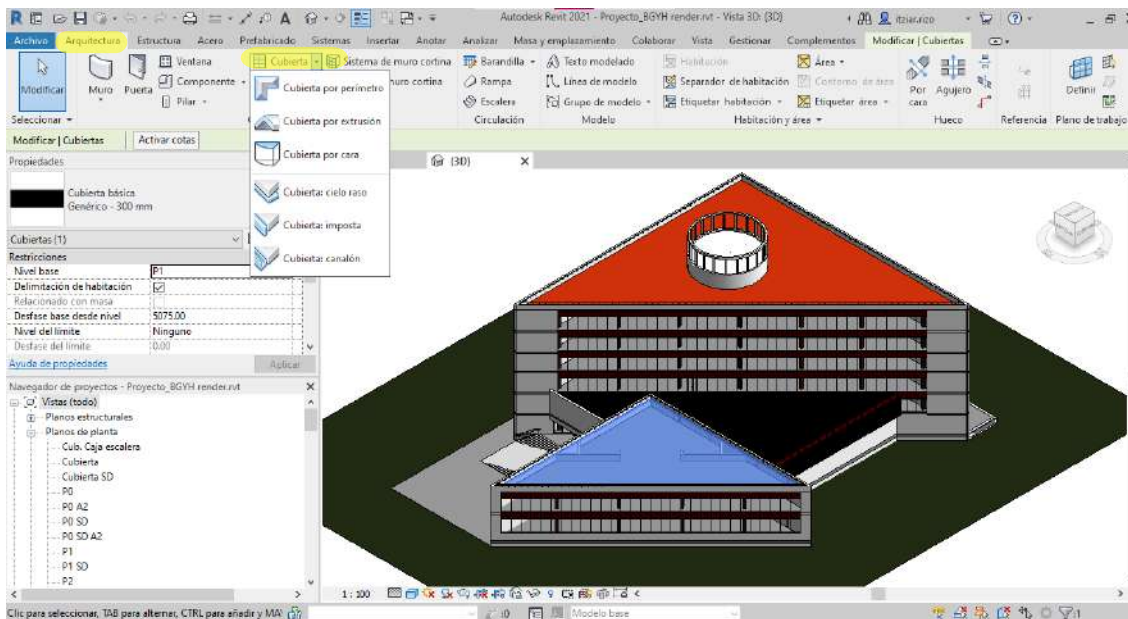 Autodesk Revit 2021 - Proyecto_BGYH render.rvt - Vista 3D: {3D}
itziar.rizo
Archivo Arquitectura Estructura Acero Prefabricado Sistemas Insertar Anotar Analizar Masa y emplazamiento Colaborar Vista Gestionar Complementos Modificar | Cubiertas
Modificar
Muro
Puerta
Ventana
Componente
Pilar
Cubierta
Sistema de muro cortina
muro cortina
Barandilla
Rampa
Escalera
Texto modelado
Línea de modelo
Grupo de modelo
Habitación
Separador de habitación
Etiquetar habitación
Área
Contorno de área
Etiquetar área
Por cara
Agujero
Definir
Seleccionar
Circulación
Modelo
Habitación y área
Hueco
Referencia
Plano de trabajo
Modificar | Cubiertas
Activar cotas
Cubierta por perímetro
Cubierta por extrusión
Cubierta por cara
Cubierta: cielo raso
Cubierta: imposta
Cubierta: canalón
{3D}
Propiedades
Cubierta básica
Genérico - 300 mm
Cubiertas (1)
Restricciones
Nivel base P1
Delimitación de habitación
Relacionado con masa
Desfase base desde nivel 5075.00
Nivel del límite Ninguno
Desfase del límite 0.00
Ayuda de propiedades Aplicar
Navegador de proyectos - Proyecto_BGYH render.rvt
Vistas (todo)
Planos estructurales
Planos de planta
Cub. Caja escalera
Cubierta
Cubierta SD
P0
P0 A2
P0 SD
P0 SD A2
P1
P1 SD
P2
1 : 100
Clic para seleccionar, TAB para alternar, CTRL para añadir y MAY
:0
Modelo base
:1